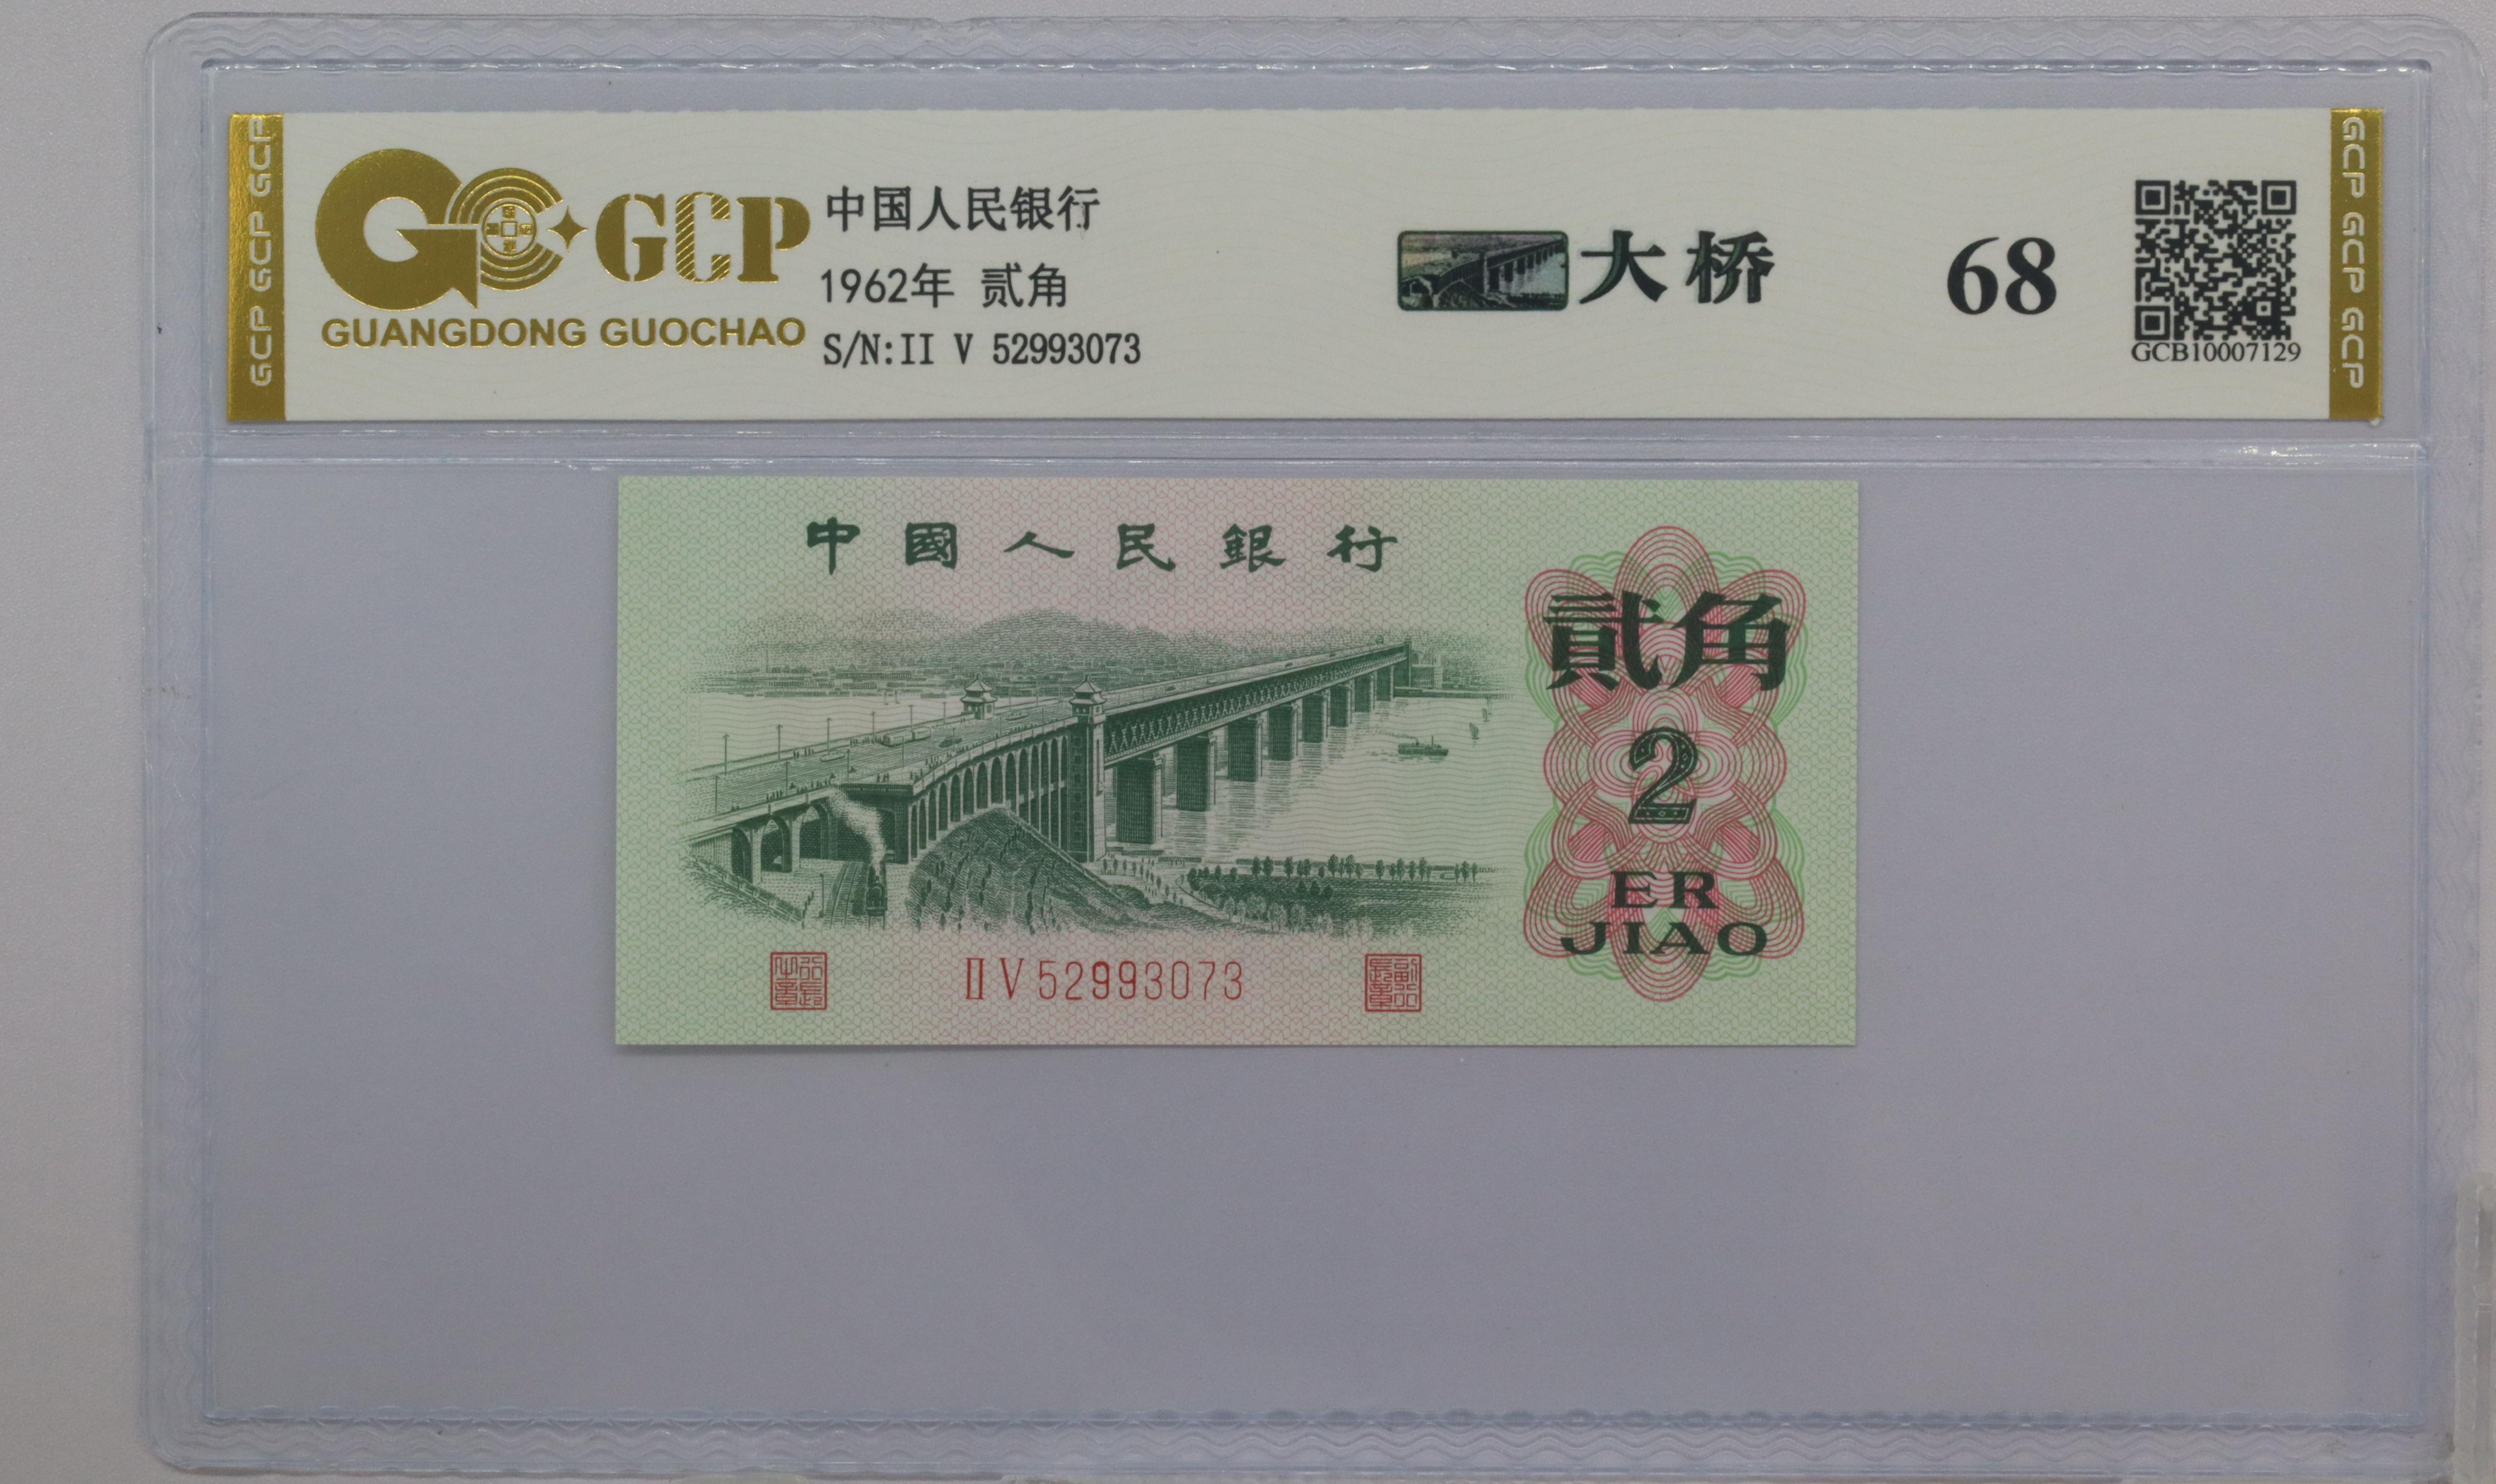 GCP GCP GCP
GCP
GUANGDONG GUOCHAO
中国人民银行
1962年 贰角
S/N:II V 52993073
大桥
68
GCB10007129
GCP GCP GCP
中國人民銀行
貳角
2
ER
JIAO
II V 52993073